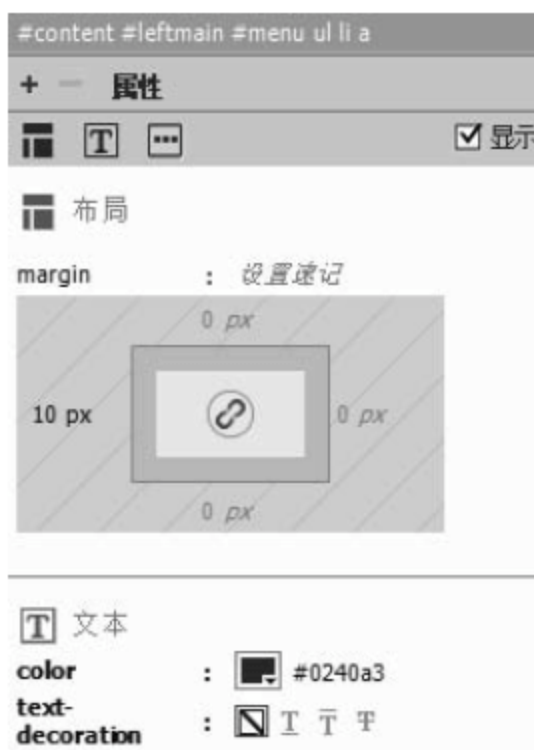 #content #leftmain #menu ul li a
+ − 属性
T ... 显示
布局
margin : 设置速记
0 px
10 px 0 px
0 px
T 文本
color : #0240a3
text-
decoration : T T T